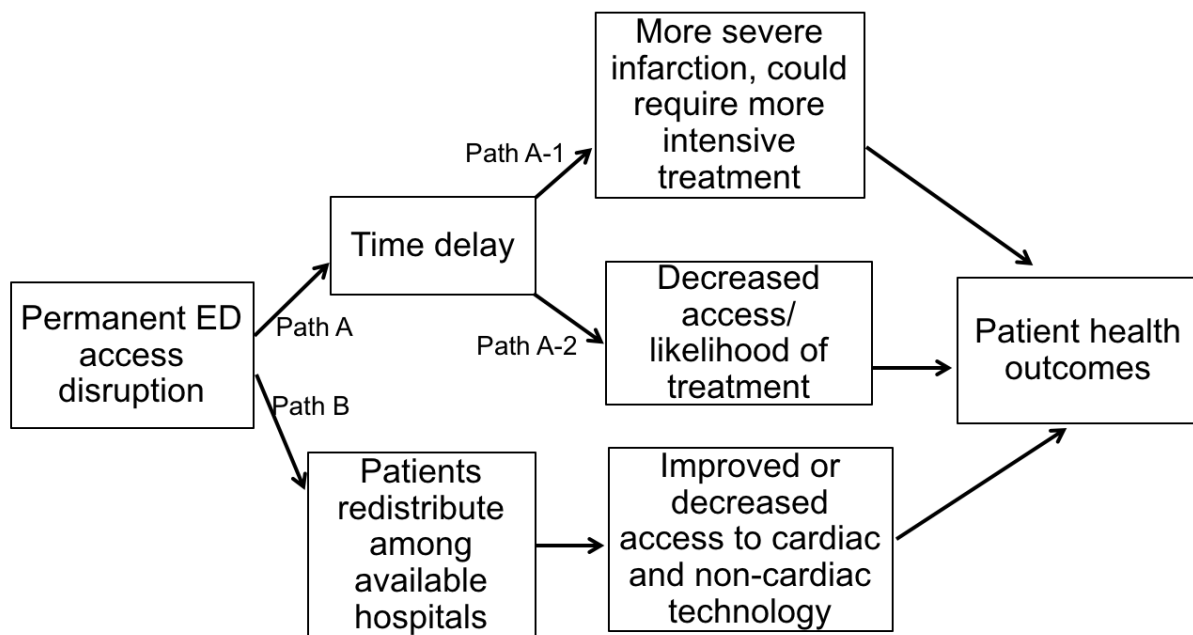 More severe
infarction, could
require more
intensive
treatment
Path A-1
Time delay
Path A-2
Decreased
access/
likelihood of
treatment
Permanent ED
access
disruption
Path A
Path B
Patients
redistribute
among
available
hospitals
Improved or
decreased
access to cardiac
and non-cardiac
technology
Patient health
outcomes